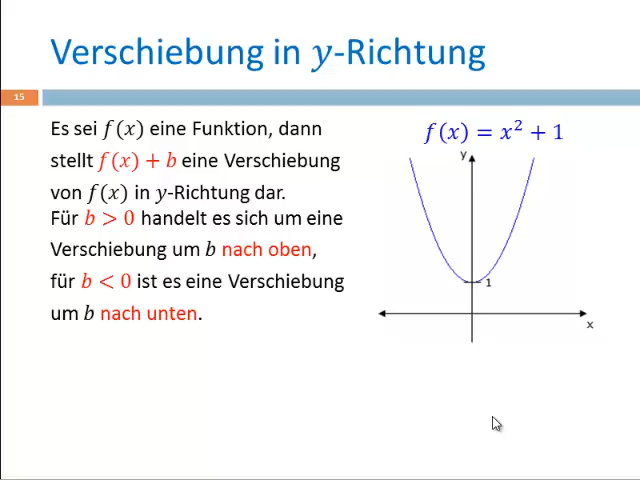 Verschiebung in y-Richtung
15
Es sei f(x) eine Funktion, dann
stellt f(x) + b eine Verschiebung
von f(x) in y-Richtung dar.
Für b > 0 handelt es sich um eine
Verschiebung um b nach oben,
für b < 0 ist es eine Verschiebung
um b nach unten.
f(x) = x² + 1
y
1
x